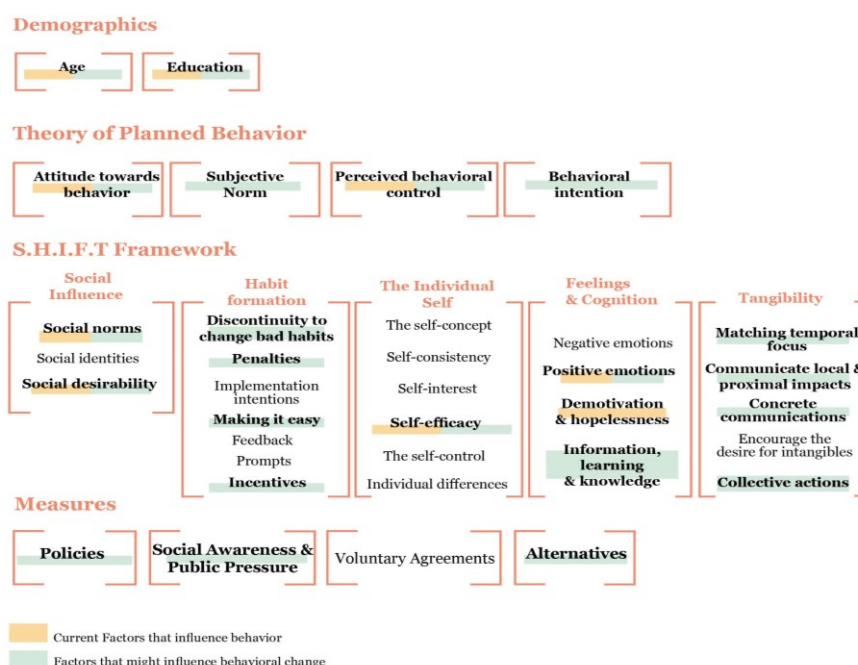 Demographics
Age
Education
Theory of Planned Behavior
Attitude towards
behavior
Subjective
Norm
Perceived behavioral
control
Behavioral
intention
S.H.I.F.T Framework
Social
Influence
Social norms
Social identities
Social desirability
Habit
formation
Discontinuity to
change bad habits
Penalties
Implementation
intentions
Making it easy
Feedback
Prompts
Incentives
The Individual
Self
The self-concept
Self-consistency
Self-interest
Self-efficacy
The self-control
Individual differences
Feelings
& Cognition
Negative emotions
Positive emotions
Demotivation
& hopelessness
Information,
learning
& knowledge
Tangibility
Matching temporal
focus
Communicate local &
proximal impacts
Concrete
communications
Encourage the
desire for intangibles
Collective actions
Measures
Policies
Social Awareness &
Public Pressure
Voluntary Agreements
Alternatives
Current Factors that influence behavior
Factors that might influence behavioral change